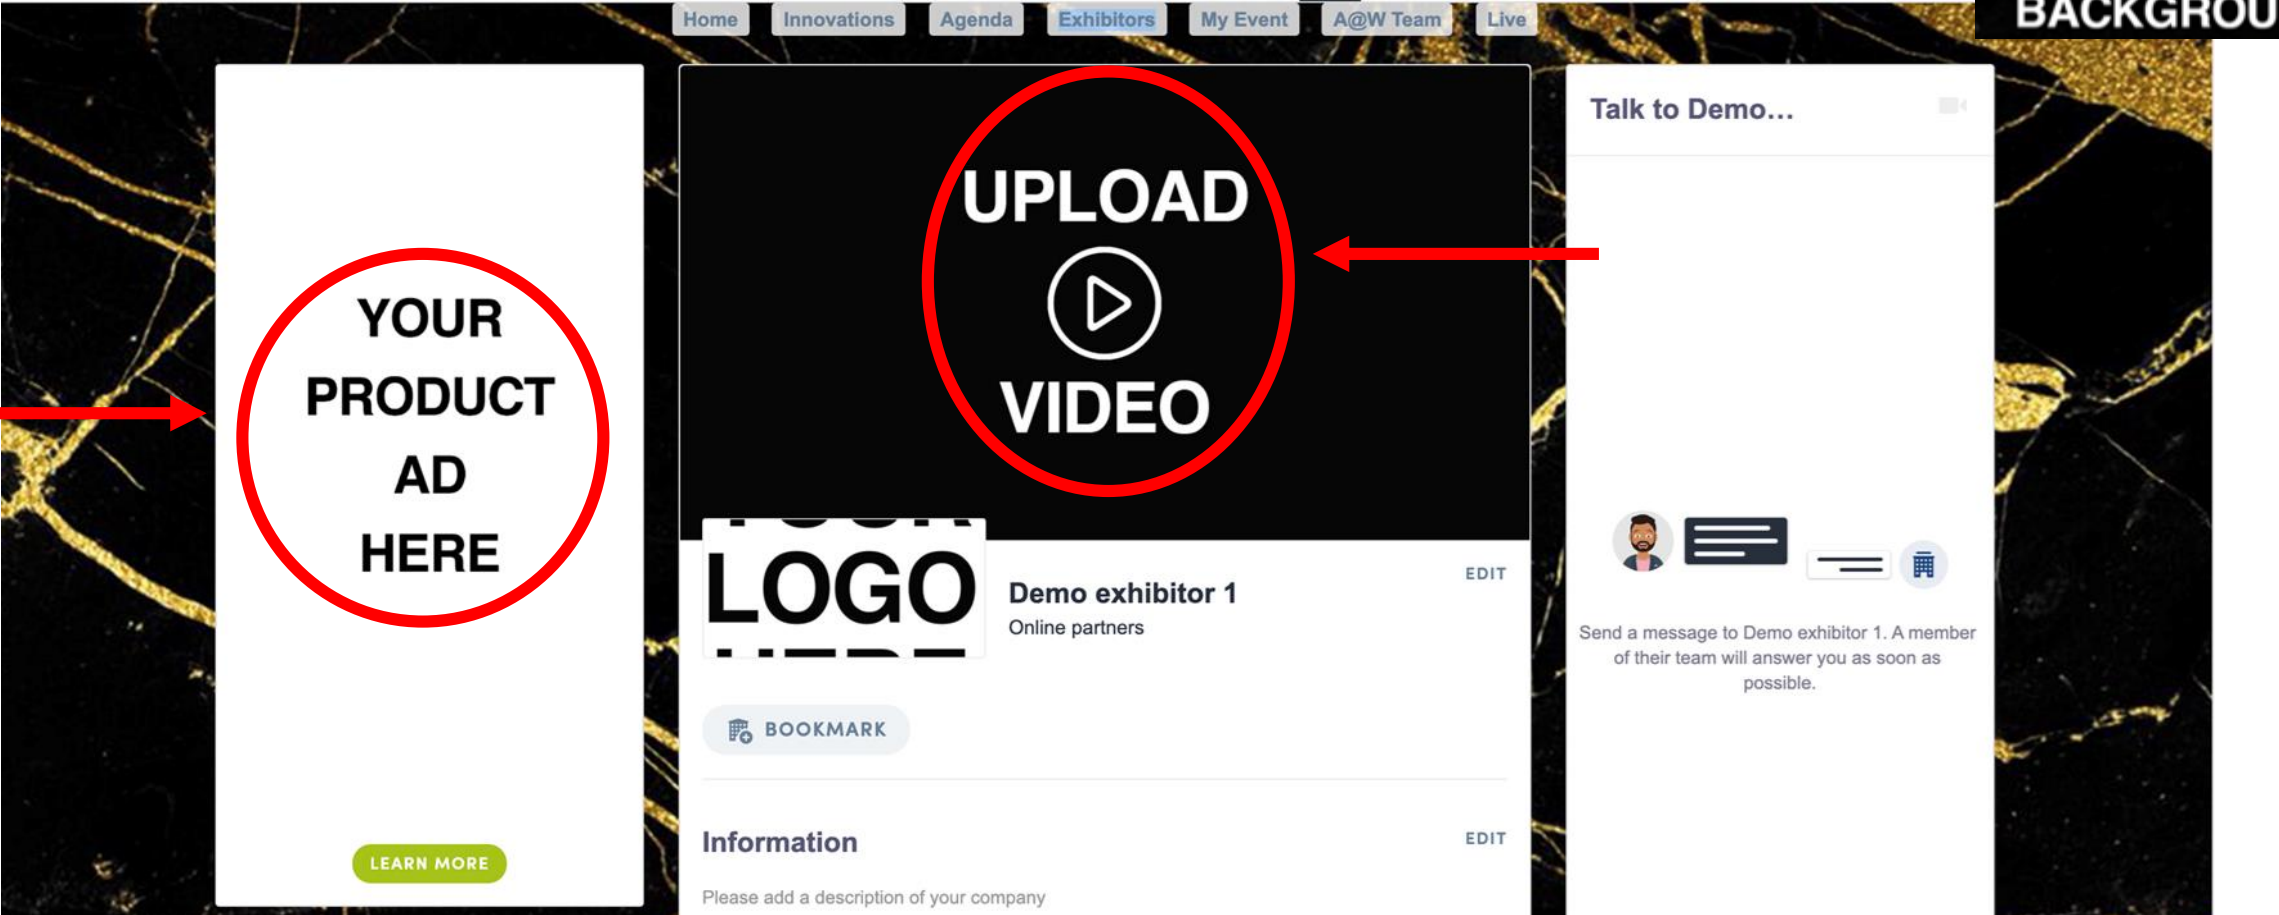 Home Innovations Agenda Exhibitors My Event A@W Team Live
BACKGROU
YOUR
PRODUCT
AD
HERE
LEARN MORE
UPLOAD
VIDEO
LOGO
Demo exhibitor 1
Online partners
EDIT
BOOKMARK
Information
EDIT
Please add a description of your company
Talk to Demo...
Send a message to Demo exhibitor 1. A member
of their team will answer you as soon as
possible.